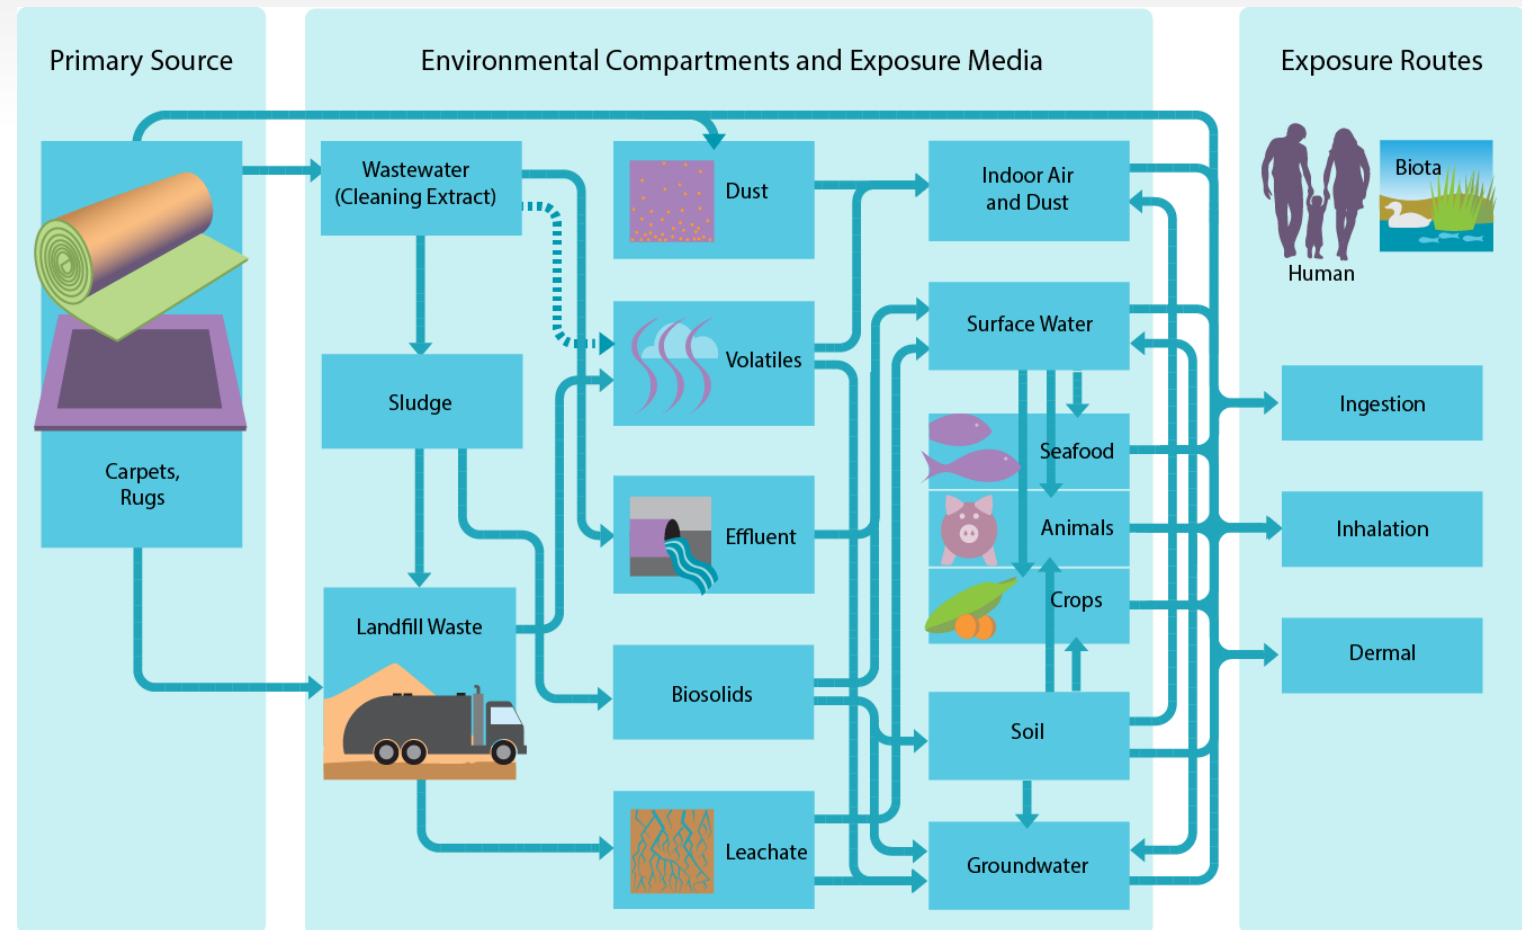 Primary Source
Environmental Compartments and Exposure Media
Exposure Routes
Carpets,
Rugs
Wastewater
(Cleaning Extract)
Sludge
Landfill Waste
Dust
Volatiles
Effluent
Biosolids
Leachate
Indoor Air
and Dust
Surface Water
Seafood
Animals
Crops
Soil
Groundwater
Human
Biota
Ingestion
Inhalation
Dermal